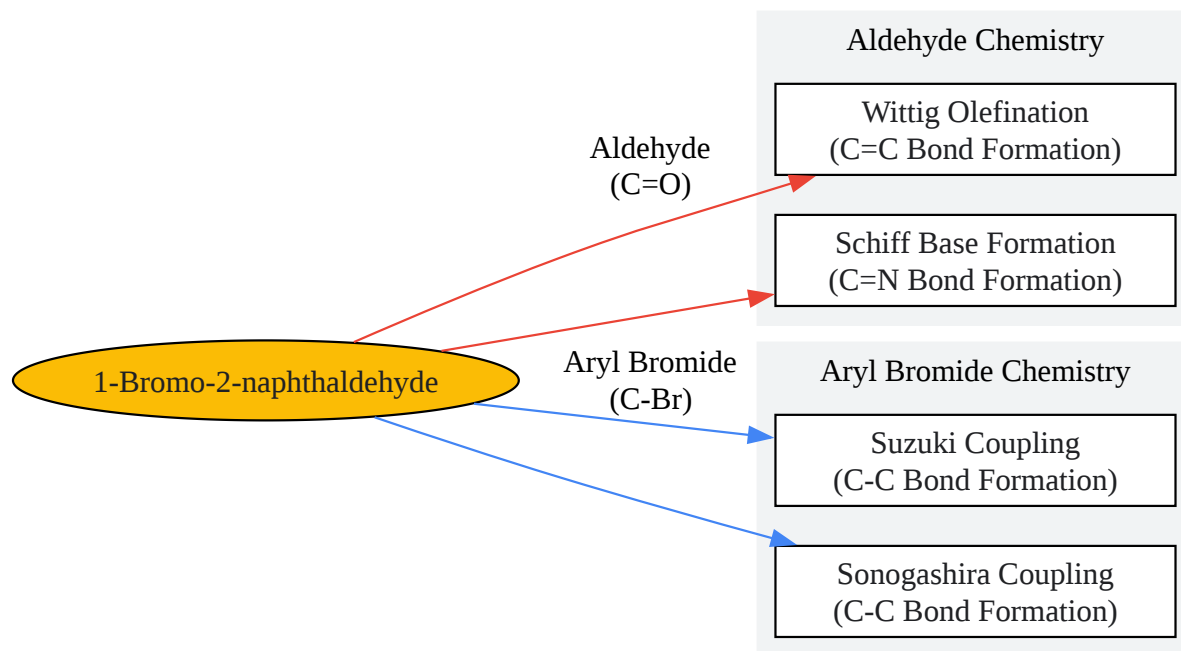 Aldehyde Chemistry
Wittig Olefination
(C=C Bond Formation)
Aldehyde
(C=O)
Schiff Base Formation
(C=N Bond Formation)
1-Bromo-2-naphthaldehyde
Aryl Bromide
(C-Br)
Aryl Bromide Chemistry
Suzuki Coupling
(C-C Bond Formation)
Sonogashira Coupling
(C-C Bond Formation)